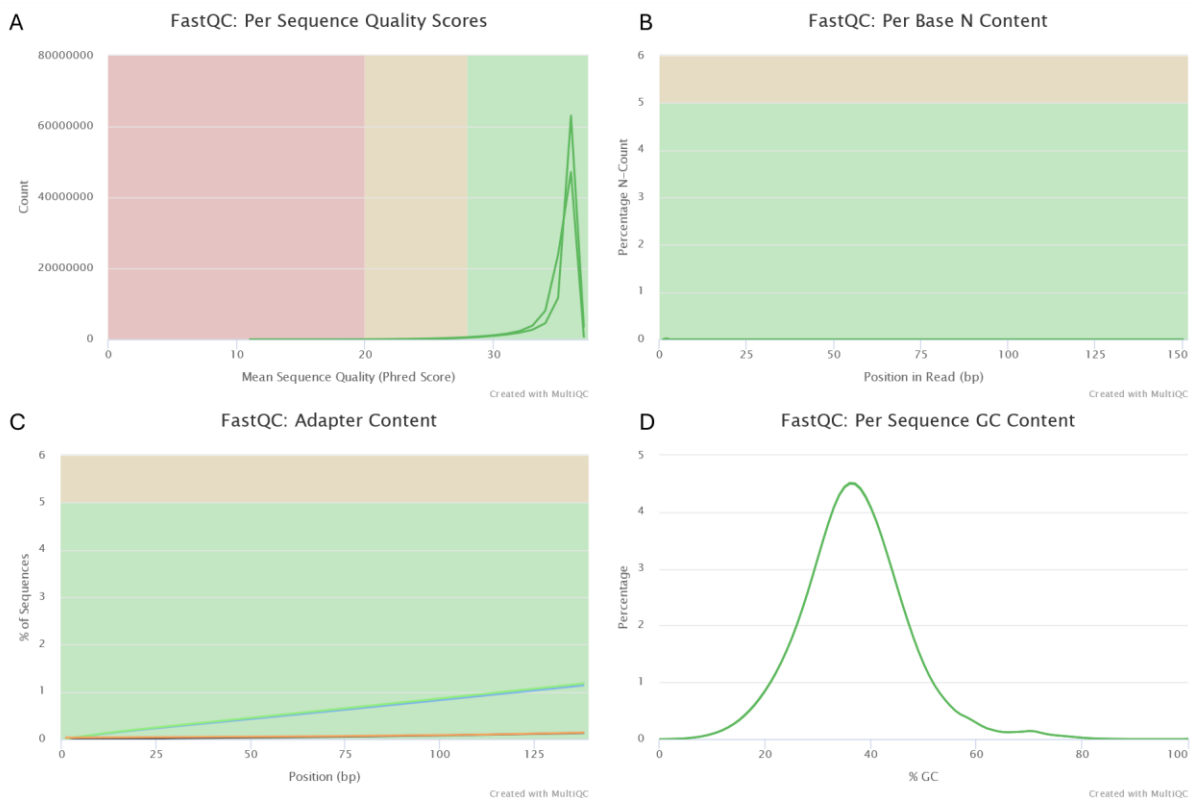 A
FastQC: Per Sequence Quality Scores
80000000
60000000
40000000
20000000
0
Count
0 10 20 30
Mean Sequence Quality (Phred Score)
Created with MultiQC
B
FastQC: Per Base N Content
6
5
4
3
2
1
0
Percentage N-Count
0 25 50 75 100 125 150
Position in Read (bp)
Created with MultiQC
C
FastQC: Adapter Content
6
5
4
3
2
1
0
% of Sequences
0 25 50 75 100 125
Position (bp)
Created with MultiQC
D
FastQC: Per Sequence GC Content
5
4
3
2
1
0
Percentage
0 20 40 60 80 100
% GC
Created with MultiQC